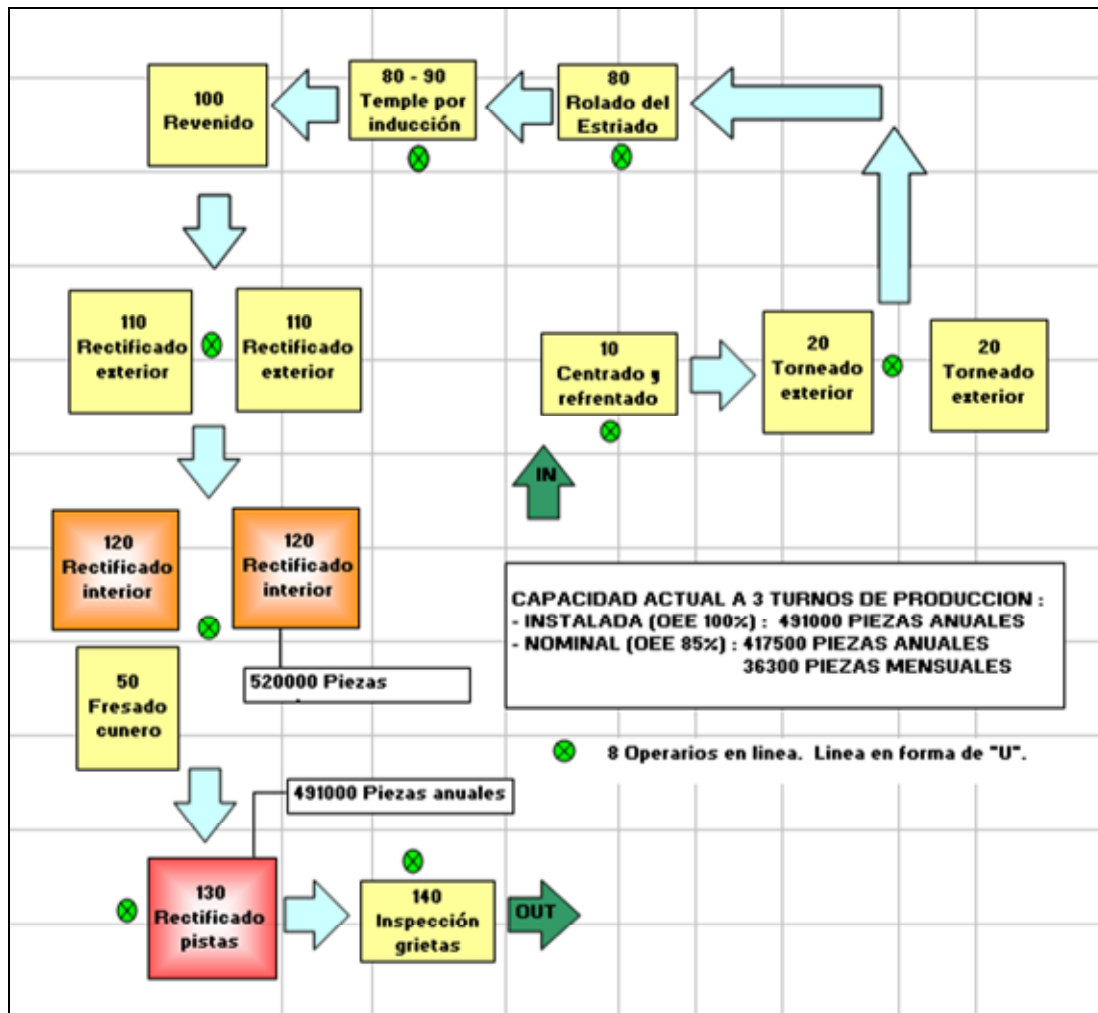 100
Revenido
80 - 90
Temple por
inducción
80
Rolado del
Estriado
110
Rectificado
exterior
110
Rectificado
exterior
10
Centrado y
refrentado
20
Torneado
exterior
20
Torneado
exterior
IN
120
Rectificado
interior
120
Rectificado
interior
CAPACIDAD ACTUAL A 3 TURNOS DE PRODUCCION :
- INSTALADA (OEE 100%) : 491000 PIEZAS ANUALES
- NOMINAL (OEE 85%) : 417500 PIEZAS ANUALES
36300 PIEZAS MENSUALES
50
Fresado
cunero
520000 Piezas
8 Operarios en linea. Linea en forma de "U".
491000 Piezas anuales
130
Rectificado
pistas
140
Inspección
grietas
OUT